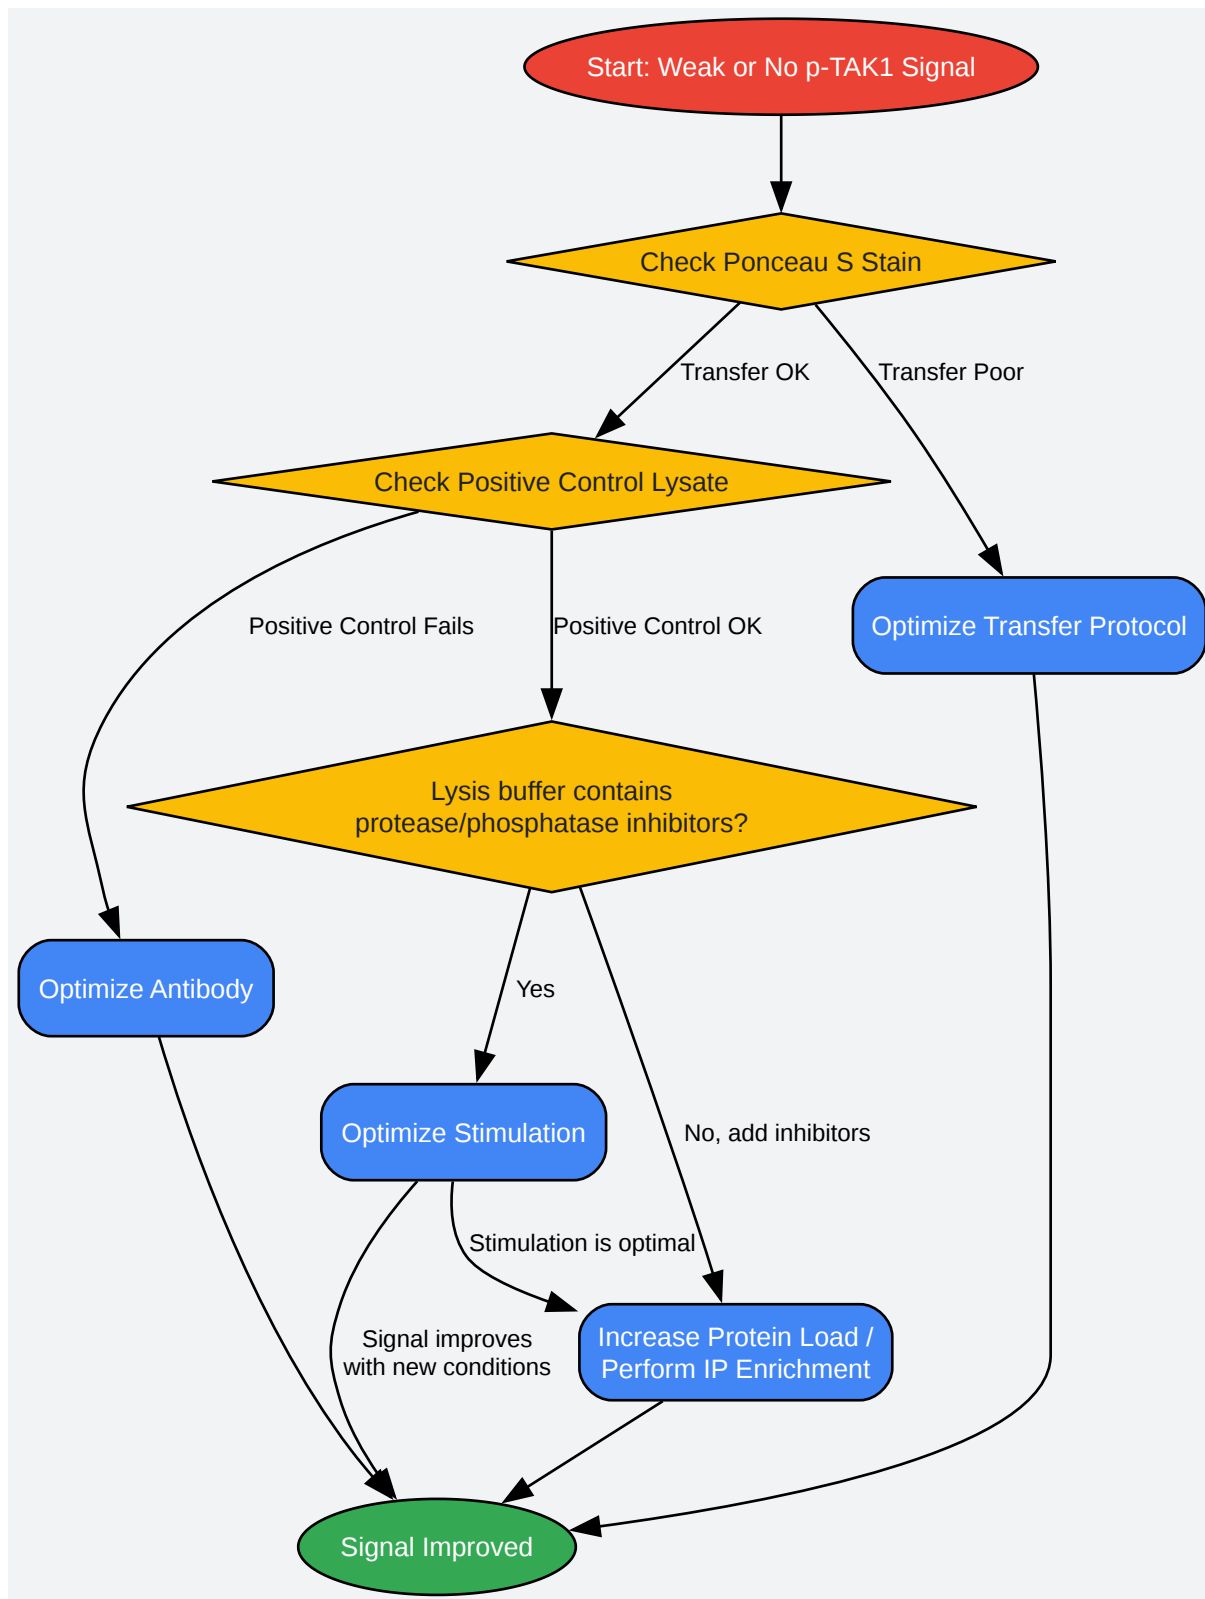 Start: Weak or No p-TAK1 Signal
Check Ponceau S Stain
Transfer OK
Transfer Poor
Check Positive Control Lysate
Positive Control Fails
Positive Control OK
Optimize Transfer Protocol
Lysis buffer contains
protease/phosphatase inhibitors?
Optimize Antibody
Yes
Optimize Stimulation
No, add inhibitors
Stimulation is optimal
Signal improves
with new conditions
Increase Protein Load /
Perform IP Enrichment
Signal Improved